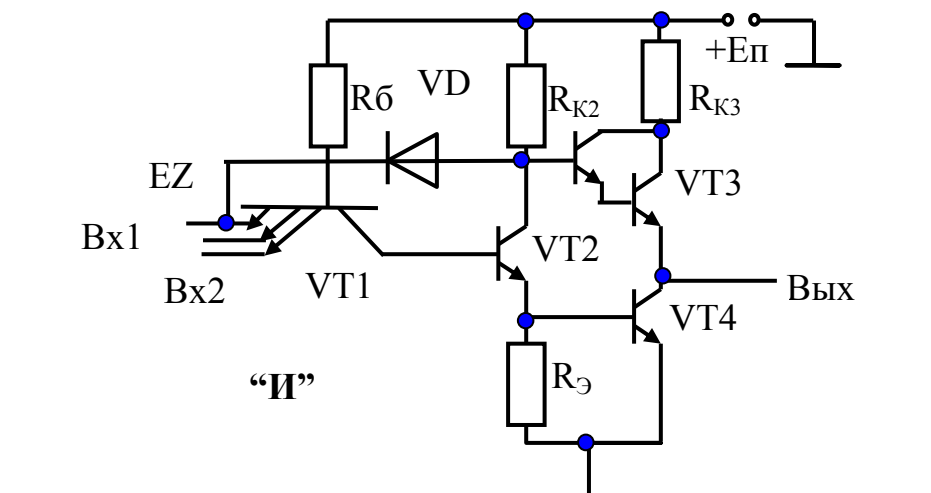 +Eп
Rб
VD
RК2
RК3
EZ
VT3
Вх1
VT2
Вх2
VT1
Вых
VT4
“И”
RЭ